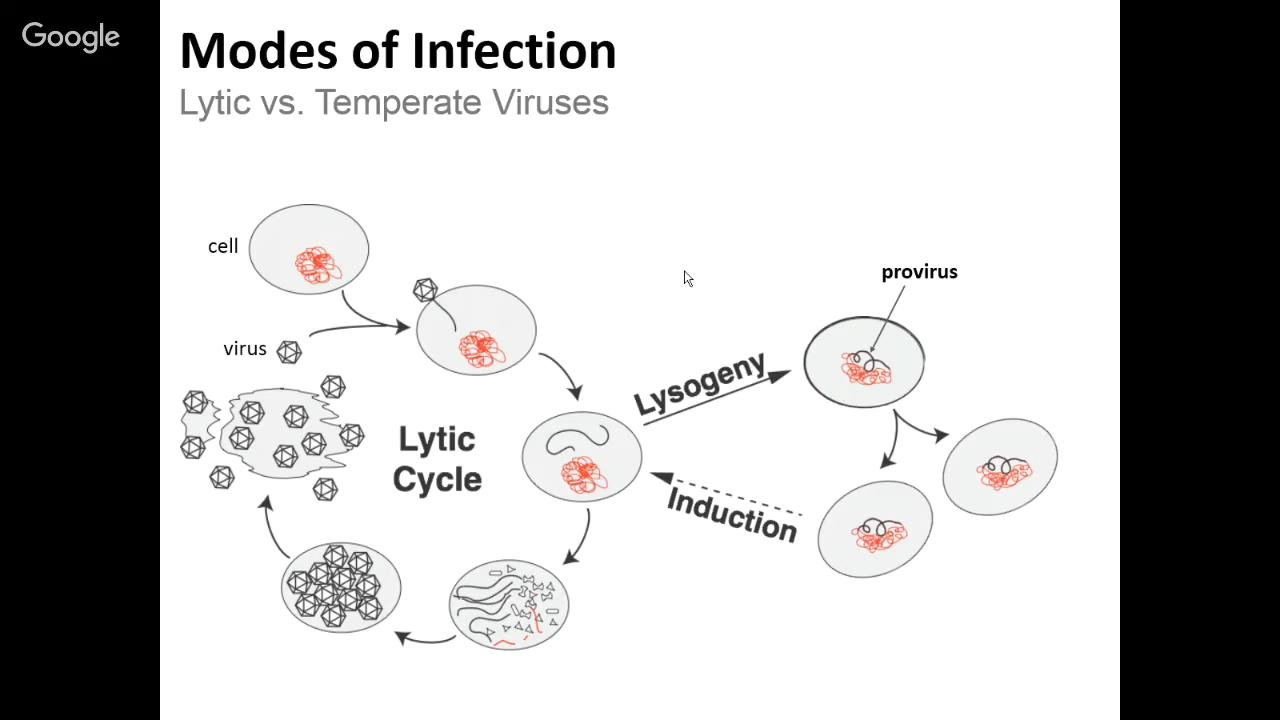 Google
Modes of Infection
Lytic vs. Temperate Viruses
cell
virus
provirus
Lysogeny
Lytic
Cycle
Induction